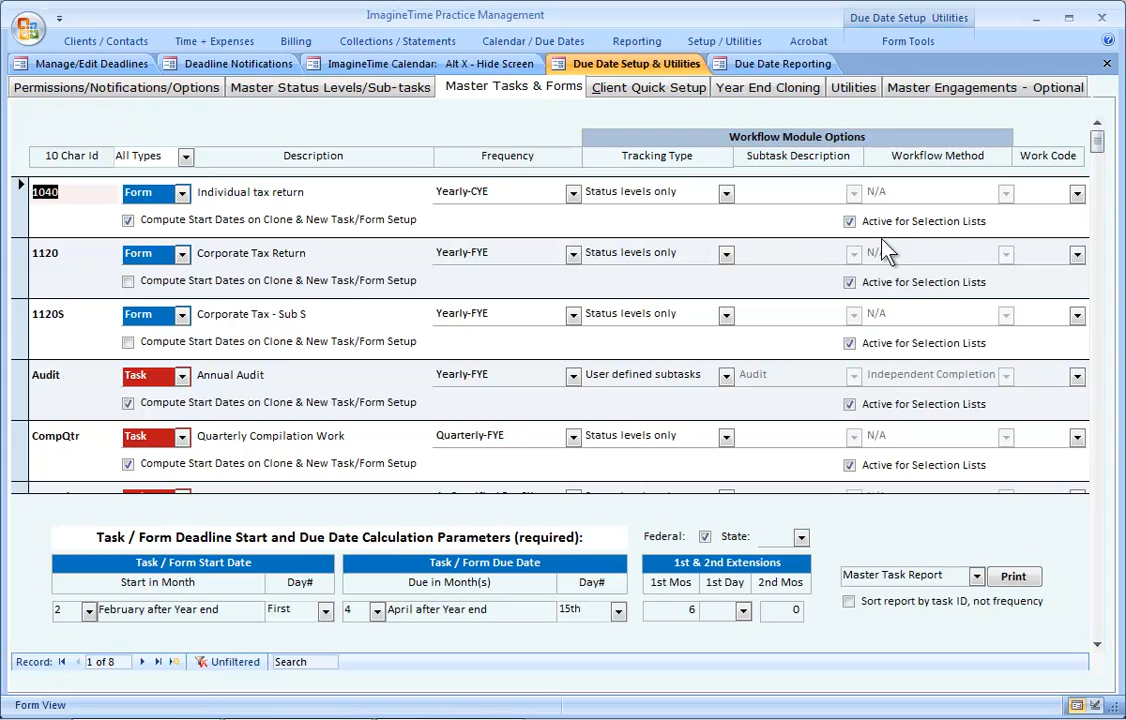 ImagineTime Practice Management
Due Date Setup Utilities
Clients / Contacts Time + Expenses Billing Collections / Statements Calendar / Due Dates Reporting Setup / Utilities Acrobat Form Tools
Manage/Edit Deadlines Deadline Notifications ImagineTime Calendar: Alt X - Hide Screen Due Date Setup & Utilities Due Date Reporting
Permissions/Notifications/Options Master Status Levels/Sub-tasks Master Tasks & Forms Client Quick Setup Year End Cloning Utilities Master Engagements - Optional
Workflow Module Options
10 Char Id All Types Description Frequency Tracking Type Subtask Description Workflow Method Work Code
1040 Form Individual tax return Yearly-CYE Status levels only N/A
Compute Start Dates on Clone & New Task/Form Setup Active for Selection Lists
1120 Form Corporate Tax Return Yearly-FYE Status levels only
Compute Start Dates on Clone & New Task/Form Setup Active for Selection Lists
1120S Form Corporate Tax - Sub S Yearly-FYE Status levels only N/A
Compute Start Dates on Clone & New Task/Form Setup Active for Selection Lists
Audit Task Annual Audit Yearly-FYE User defined subtasks Audit Independent Completion
Compute Start Dates on Clone & New Task/Form Setup Active for Selection Lists
CompQtr Task Quarterly Compilation Work Quarterly-FYE Status levels only N/A
Compute Start Dates on Clone & New Task/Form Setup Active for Selection Lists
Task / Form Deadline Start and Due Date Calculation Parameters (required): Federal: State:
Task / Form Start Date Task / Form Due Date 1st & 2nd Extensions
Start in Month Day# Due in Month(s) Day# 1st Mos 1st Day 2nd Mos
Master Task Report Print
2 February after Year end First 4 April after Year end 15th 6 0
Sort report by task ID, not frequency
Record: 1 of 8 Unfiltered Search
Form View